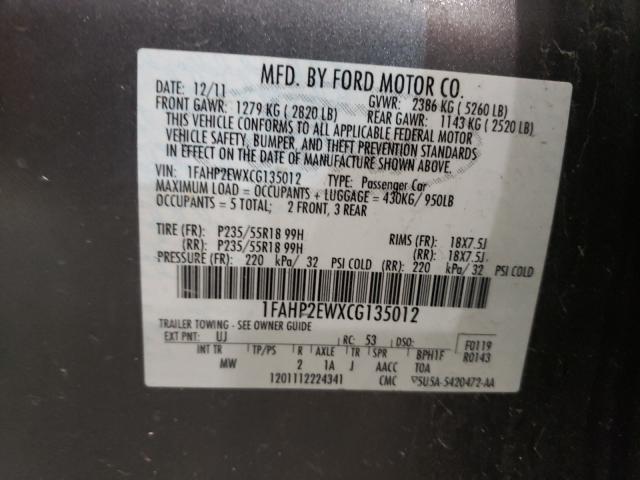 MFD. BY FORD MOTOR CO.
DATE: 12/11 GVWR: 2386 KG ( 5260 LB)
FRONT GAWR: 1279 KG ( 2820 LB) REAR GAWR: 1143 KG ( 2520 LB)
THIS VEHICLE CONFORMS TO ALL APPLICABLE FEDERAL MOTOR
VEHICLE SAFETY, BUMPER, AND THEFT PREVENTION STANDARDS
IN EFFECT ON THE DATE OF MANUFACTURE SHOWN ABOVE.
VIN: 1FAHP2EWXCG135012 TYPE: Passenger Car
MAXIMUM LOAD = OCCUPANTS + LUGGAGE = 430KG/ 950LB
OCCUPANTS = 5 TOTAL; 2 FRONT, 3 REAR
TIRE (FR): P235/55R18 99H RIMS (FR): 18X7.5J
(RR): P235/55R18 99H (RR): 18X7.5J
PRESSURE (FR): 220 kPa/ 32 PSI COLD (RR): 220 kPa/ 32 PSI COLD
1FAHP2EWXCG135012
TRAILER TOWING - SEE OWNER GUIDE
EXT PNT: UJ RC: 53 DSO: F0119
INT TR TP/PS R AXLE TR SPR BPH1F R0143
MW 2 1A J AACC TOA
1201112224341 CMC ▽5U5A-5420472-AA